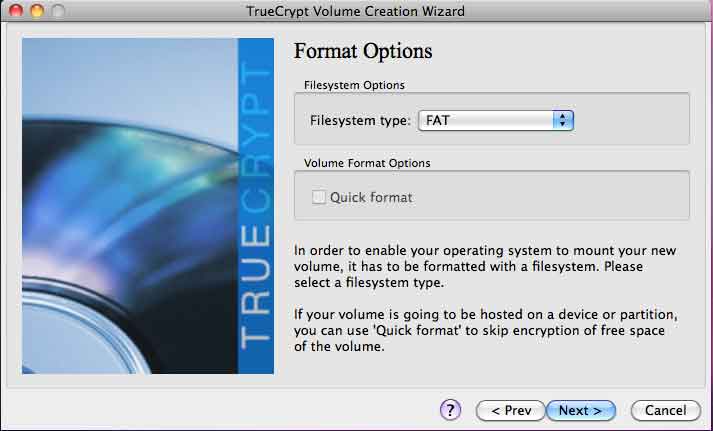 TrueCrypt Volume Creation Wizard
TRUECRYPT
Format Options
Filesystem Options
Filesystem type: FAT
Volume Format Options
Quick format
In order to enable your operating system to mount your new
volume, it has to be formatted with a filesystem. Please
select a filesystem type.
If your volume is going to be hosted on a device or partition,
you can use 'Quick format' to skip encryption of free space
of the volume.
? < Prev Next > Cancel